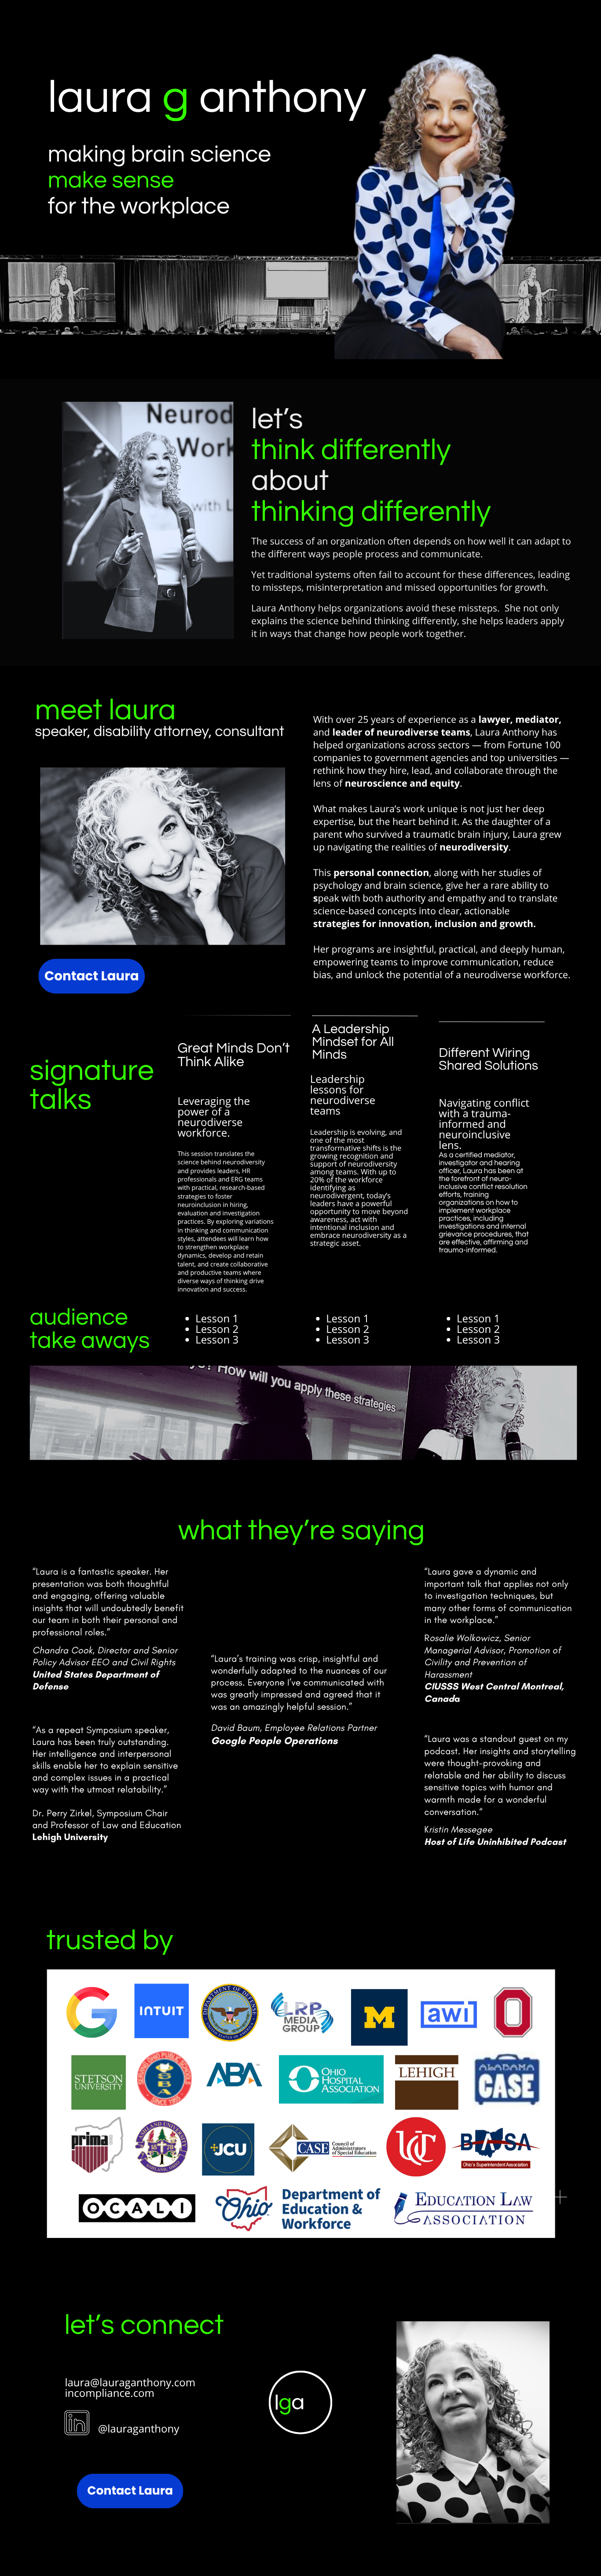 laura g anthony
making brain science
make sense
for the workplace
Neurod
Work
with L
let's
think differently
about
thinking differently
The success of an organization often depends on how well it can adapt to
the different ways people process and communicate.
Yet traditional systems often fail to account for these differences, leading
to missteps, misinterpretation and missed opportunities for growth.
Laura Anthony helps organizations avoid these missteps. She not only
explains the science behind thinking differently, she helps leaders apply
it in ways that change how people work together.
meet laura
speaker, disability attorney, consultant
With over 25 years of experience as a lawyer, mediator,
and leader of neurodiverse teams, Laura Anthony has
helped organizations across sectors — from Fortune 100
companies to government agencies and top universities —
rethink how they hire, lead, and collaborate through the
lens of neuroscience and equity.
What makes Laura's work unique is not just her deep
expertise, but the heart behind it. As the daughter of a
parent who survived a traumatic brain injury, Laura grew
up navigating the realities of neurodiversity.
This personal connection, along with her studies of
psychology and brain science, give her a rare ability to
speak with both authority and empathy and to translate
science-based concepts into clear, actionable
strategies for innovation, inclusion and growth.
Her programs are insightful, practical, and deeply human,
empowering teams to improve communication, reduce
bias, and unlock the potential of a neurodiverse workforce.
Contact Laura
signature
talks
Great Minds Don't
Think Alike
Leveraging the
power of a
neurodiverse
workforce.
This session translates the
science behind neurodiversity
and provides leaders, HR
professionals and ERG teams
with practical, research-based
strategies to foster
neuroinclusion in hiring,
evaluation and investigation
practices. By exploring variations
in thinking and communication
styles, attendees will learn how
to strengthen workplace
dynamics, develop and retain
talent, and create collaborative
and productive teams where
diverse ways of thinking drive
innovation and success.
A Leadership
Mindset for All
Minds
Leadership
lessons for
neurodiverse
teams
Leadership is evolving, and
one of the most
transformative shifts is the
growing recognition and
support of neurodiversity
among teams. With up to
20% of the workforce
identifying as
neurodivergent, today's
leaders have a powerful
opportunity to move beyond
awareness, act with
intentional inclusion and
embrace neurodiversity as a
strategic asset.
Different Wiring
Shared Solutions
Navigating conflict
with a trauma-
informed and
neuroinclusive
lens.
As a certified mediator,
investigator and hearing
officer, Laura has been at
the forefront of neuro-
inclusive conflict resolution
efforts, training
organizations on how to
implement workplace
practices, including
investigations and internal
grievance procedures, that
are effective, affirming and
trauma-informed.
audience
take aways
• Lesson 1
• Lesson 2
• Lesson 3
• Lesson 1
• Lesson 2
• Lesson 3
• Lesson 1
• Lesson 2
• Lesson 3
How will you apply these strategies
what they're saying
"Laura is a fantastic speaker. Her
presentation was both thoughtful
and engaging, offering valuable
insights that will undoubtedly benefit
our team in both their personal and
professional roles."
Chandra Cook, Director and Senior
Policy Advisor EEO and Civil Rights
United States Department of
Defense
"As a repeat Symposium speaker,
Laura has been truly outstanding.
Her intelligence and interpersonal
skills enable her to explain sensitive
and complex issues in a practical
way with the utmost relatability."
Dr. Perry Zirkel, Symposium Chair
and Professor of Law and Education
Lehigh University
"Laura's training was crisp, insightful and
wonderfully adapted to the nuances of our
process. Everyone I've communicated with
was greatly impressed and agreed that it
was an amazingly helpful session."
David Baum, Employee Relations Partner
Google People Operations
"Laura gave a dynamic and
important talk that applies not only
to investigation techniques, but
many other forms of communication
in the workplace."
Rosalie Wolkowicz, Senior
Managerial Advisor, Promotion of
Civility and Prevention of
Harassment
CIUSSS West Central Montreal,
Canada
"Laura was a standout guest on my
podcast. Her insights and storytelling
were thought-provoking and
relatable and her ability to discuss
sensitive topics with humor and
warmth made for a wonderful
conversation."
Kristin Messegee
Host of Life Uninhibited Podcast
trusted by
G
INTUIT
DEPARTMENT OF DEFENSE
LRP
MEDIA
GROUP
M
awi
O
STETSON
UNIVERSITY
SBA
ABA
OHIO
HOSPITAL
ASSOCIATION
LEHIGH
ALABAMA
CASE
prima
JCU
CASE
Council of
Administrators
of Special Education
UC
BASA
Ohio's Superintendent Association
OCALI
Ohio
Department of
Education &
Workforce
EDUCATION LAW
ASSOCIATION
let's connect
laura@lauraganthony.com
incompliance.com
in
@lauraganthony
lga
Contact Laura